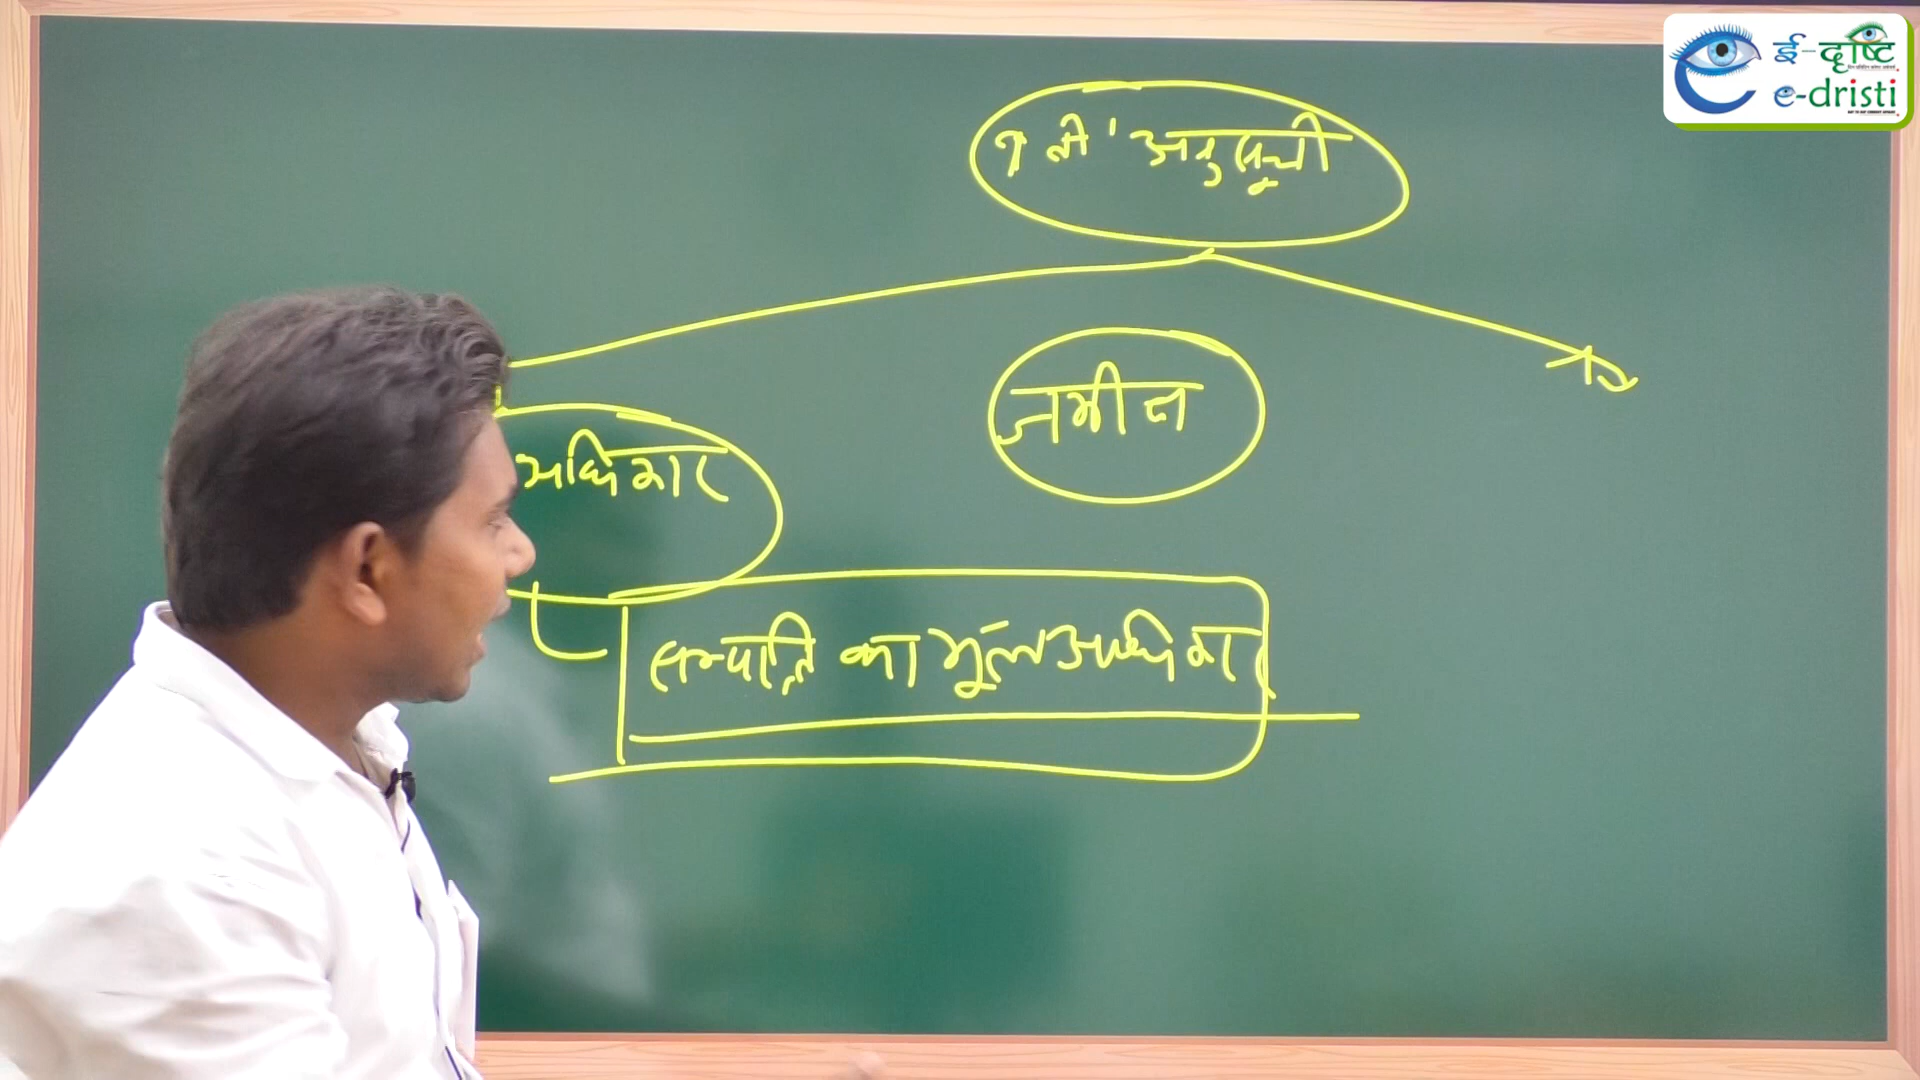 ई-दृष्टि
e-dristi
9 वी अनुसूची
जमीन
अधिकार
सम्पत्ति का मूल अधिकार